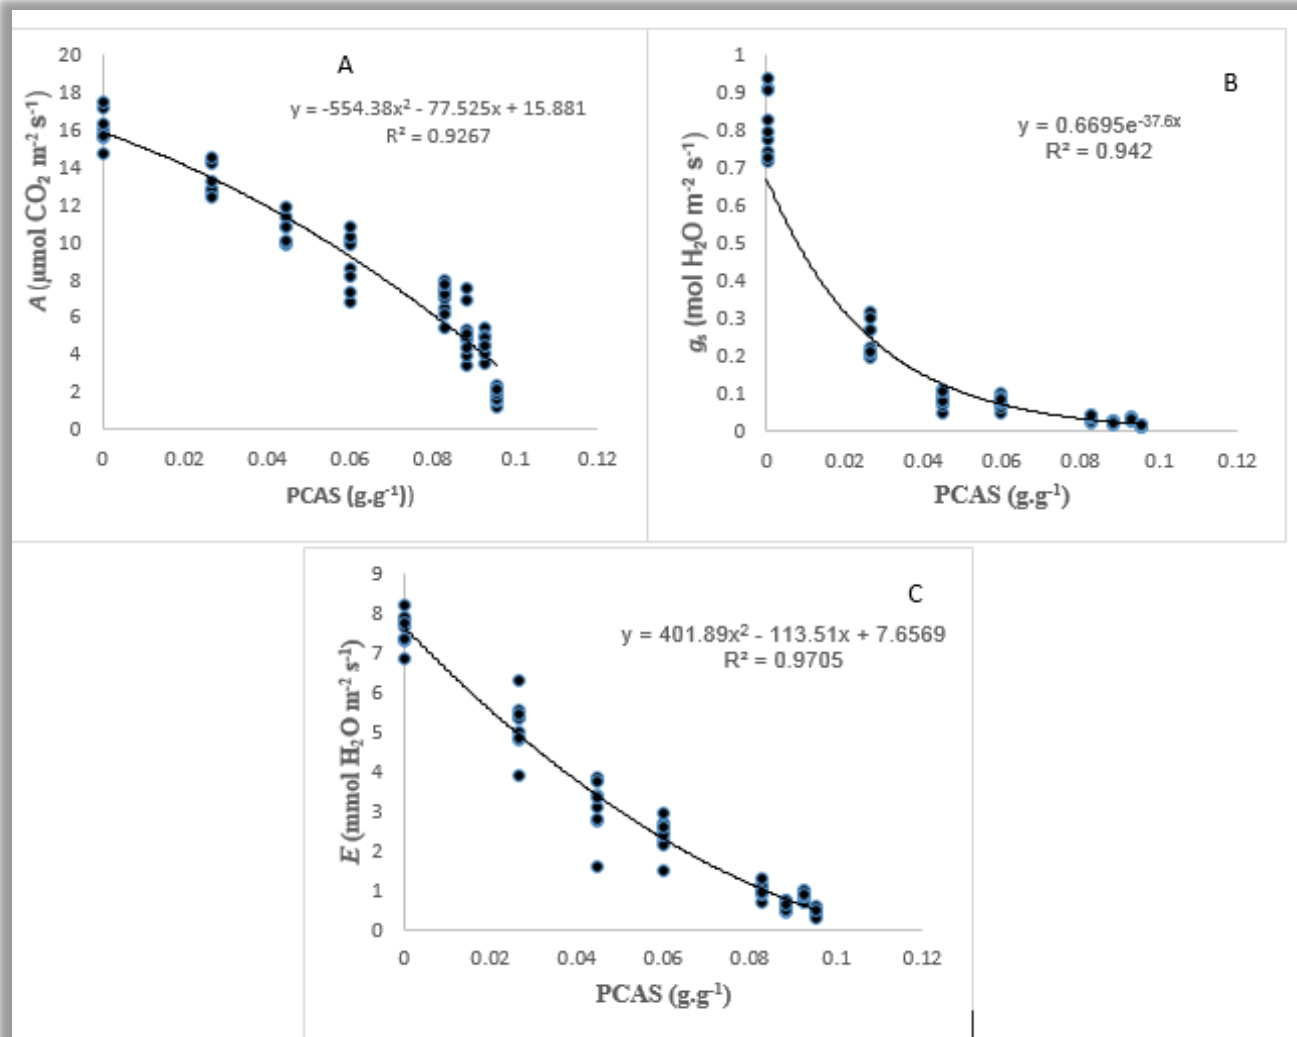 A
y = -554.38x² - 77.525x + 15.881
R² = 0.9267
A (µmol CO₂ m⁻² s⁻¹)
20
18
16
14
12
10
8
6
4
2
0
0 0.02 0.04 0.06 0.08 0.1 0.12
PCAS (g.g⁻¹))
B
y = 0.6695e⁻³⁷·⁶ˣ
R² = 0.942
gs (mol H₂O m⁻² s⁻¹)
1
0.9
0.8
0.7
0.6
0.5
0.4
0.3
0.2
0.1
0
0 0.02 0.04 0.06 0.08 0.1 0.12
PCAS (g.g⁻¹)
C
y = 401.89x² - 113.51x + 7.6569
R² = 0.9705
E (mmol H₂O m⁻² s⁻¹)
9
8
7
6
5
4
3
2
1
0
0 0.02 0.04 0.06 0.08 0.1 0.12
PCAS (g.g⁻¹)